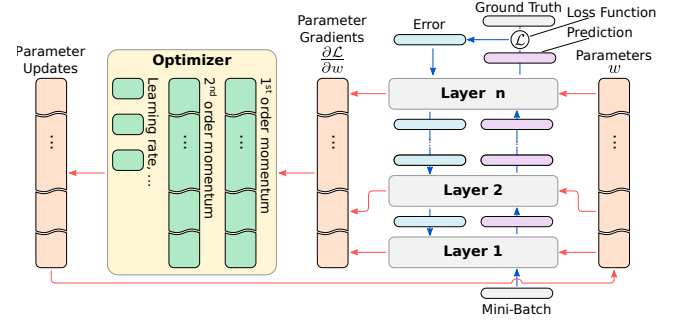 Ground Truth
Loss Function
Error
ℒ
Prediction
Parameter
Updates
Optimizer
Parameter
Gradients
∂ℒ
∂w
Parameters
w
Learning rate, ...
2nd order momentum
1st order momentum
...
...
...
...
...
Layer n
Layer 2
Layer 1
Mini-Batch